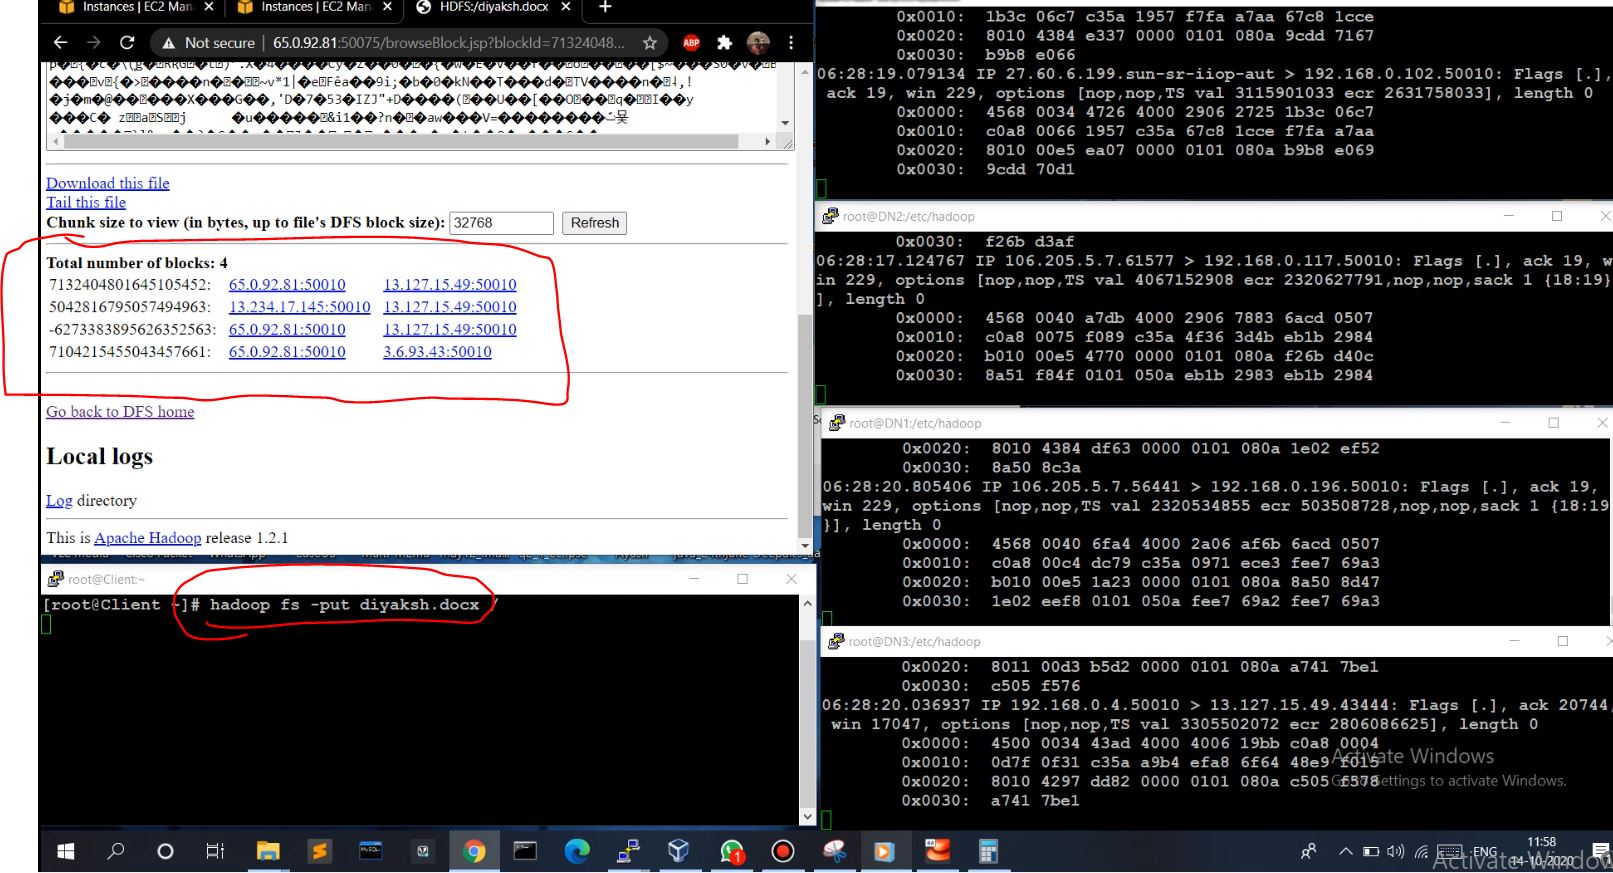 Instances | EC2 Man
Instances | EC2 Man
HDFS:/diyaksh.docx
Not secure | 65.0.92.81:50075/browseBlock.jsp?blockId=71324048...
ABP
Download this file
Tail this file
Chunk size to view (in bytes, up to file's DFS block size): 32768 Refresh
Total number of blocks: 4
7132404801645105452: 65.0.92.81:50010 13.127.15.49:50010
5042816795057494963: 13.234.17.145:50010 13.127.15.49:50010
-6273383895626352563: 65.0.92.81:50010 13.127.15.49:50010
7104215455043457661: 65.0.92.81:50010 3.6.93.43:50010
Go back to DFS home
Local logs
Log directory
This is Apache Hadoop release 1.2.1
root@Client:~
[root@Client ~]# hadoop fs -put diyaksh.docx /
0x0010: 1b3c 06c7 c35a 1957 f7fa a7aa 67c8 1cce
0x0020: 8010 4384 e337 0000 0101 080a 9cdd 7167
0x0030: b9b8 e066
06:28:19.079134 IP 27.60.6.199.sun-sr-iiop-aut > 192.168.0.102.50010: Flags [.],
ack 19, win 229, options [nop,nop,TS val 3115901033 ecr 2631758033], length 0
0x0000: 4568 0034 4726 4000 2906 2725 1b3c 06c7
0x0010: c0a8 0066 1957 c35a 67c8 1cce f7fa a7aa
0x0020: 8010 00e5 ea07 0000 0101 080a b9b8 e069
0x0030: 9cdd 70d1
root@DN2:/etc/hadoop
0x0030: f26b d3af
06:28:17.124767 IP 106.205.5.7.61577 > 192.168.0.117.50010: Flags [.], ack 19, w
in 229, options [nop,nop,TS val 4067152908 ecr 2320627791,nop,nop,sack 1 {18:19}
], length 0
0x0000: 4568 0040 a7db 4000 2906 7883 6acd 0507
0x0010: c0a8 0075 f089 c35a 4f36 3d4b eb1b 2984
0x0020: b010 00e5 4770 0000 0101 080a f26b d40c
0x0030: 8a51 f84f 0101 050a eb1b 2983 eb1b 2984
root@DN1:/etc/hadoop
0x0020: 8010 4384 df63 0000 0101 080a 1e02 ef52
0x0030: 8a50 8c3a
06:28:20.805406 IP 106.205.5.7.56441 > 192.168.0.196.50010: Flags [.], ack 19,
win 229, options [nop,nop,TS val 2320534855 ecr 503508728,nop,nop,sack 1 {18:19
}], length 0
0x0000: 4568 0040 6fa4 4000 2a06 af6b 6acd 0507
0x0010: c0a8 00c4 dc79 c35a 0971 ece3 fee7 69a3
0x0020: b010 00e5 1a23 0000 0101 080a 8a50 8d47
0x0030: 1e02 eef8 0101 050a fee7 69a2 fee7 69a3
root@DN3:/etc/hadoop
0x0020: 8011 00d3 b5d2 0000 0101 080a a741 7be1
0x0030: c505 f576
06:28:20.036937 IP 192.168.0.4.50010 > 13.127.15.49.43444: Flags [.], ack 20744,
win 17047, options [nop,nop,TS val 3305502072 ecr 2806086625], length 0
0x0000: 4500 0034 43ad 4000 4006 19bb c0a8 0004
0x0010: 0d7f 0f31 c35a a9b4 efa8 6f64 48e9 f015
0x0020: 8010 4297 dd82 0000 0101 080a c505 f578
0x0030: a741 7be1
Activate Windows
Go to Settings to activate Windows.
ENG
11:58
14-10-2020
Activate Windows